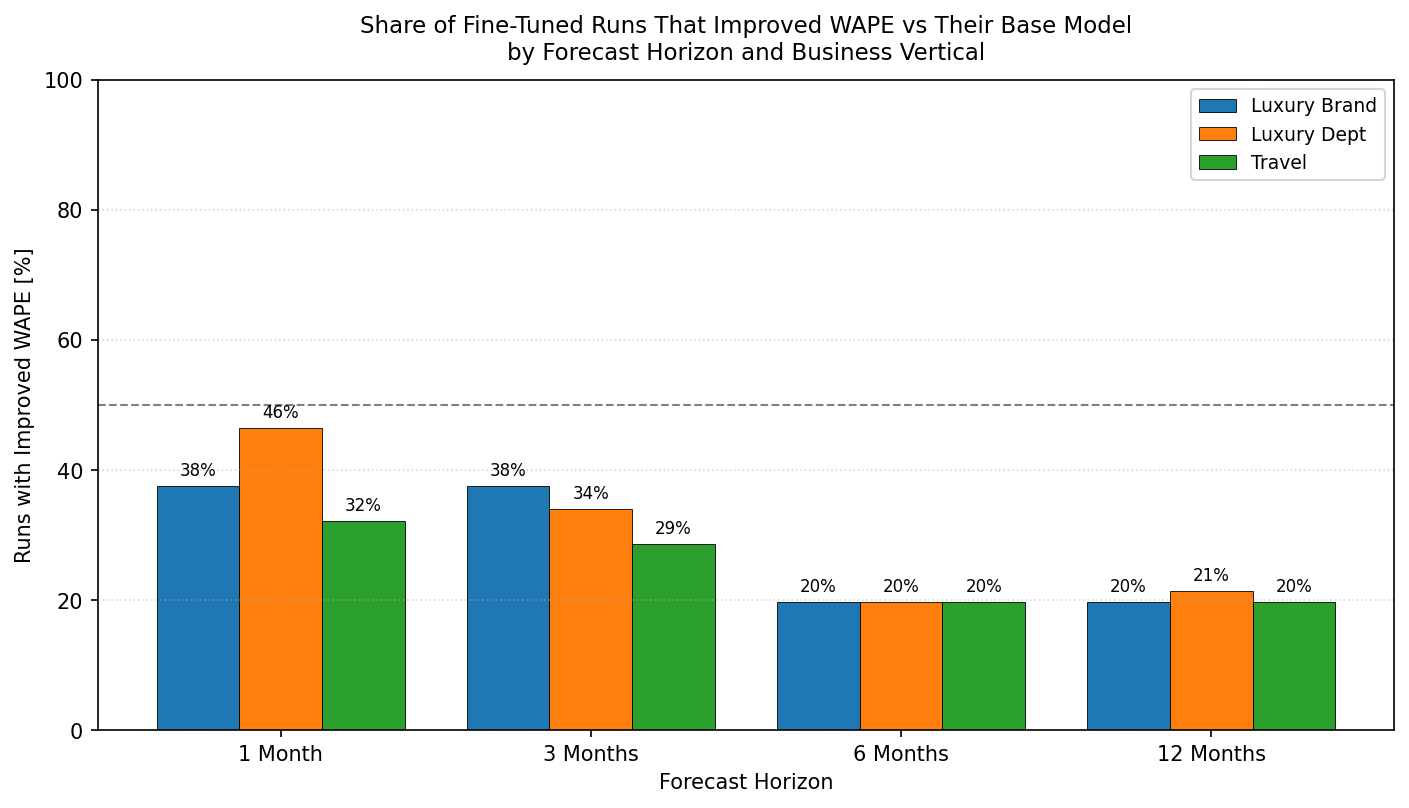 Share of Fine-Tuned Runs That Improved WAPE vs Their Base Model
by Forecast Horizon and Business Vertical
Runs with Improved WAPE [%]
100
80
60
40
20
0
Luxury Brand
Luxury Dept
Travel
38%
46%
32%
38%
34%
29%
20%
20%
20%
20%
21%
20%
1 Month
3 Months
6 Months
12 Months
Forecast Horizon